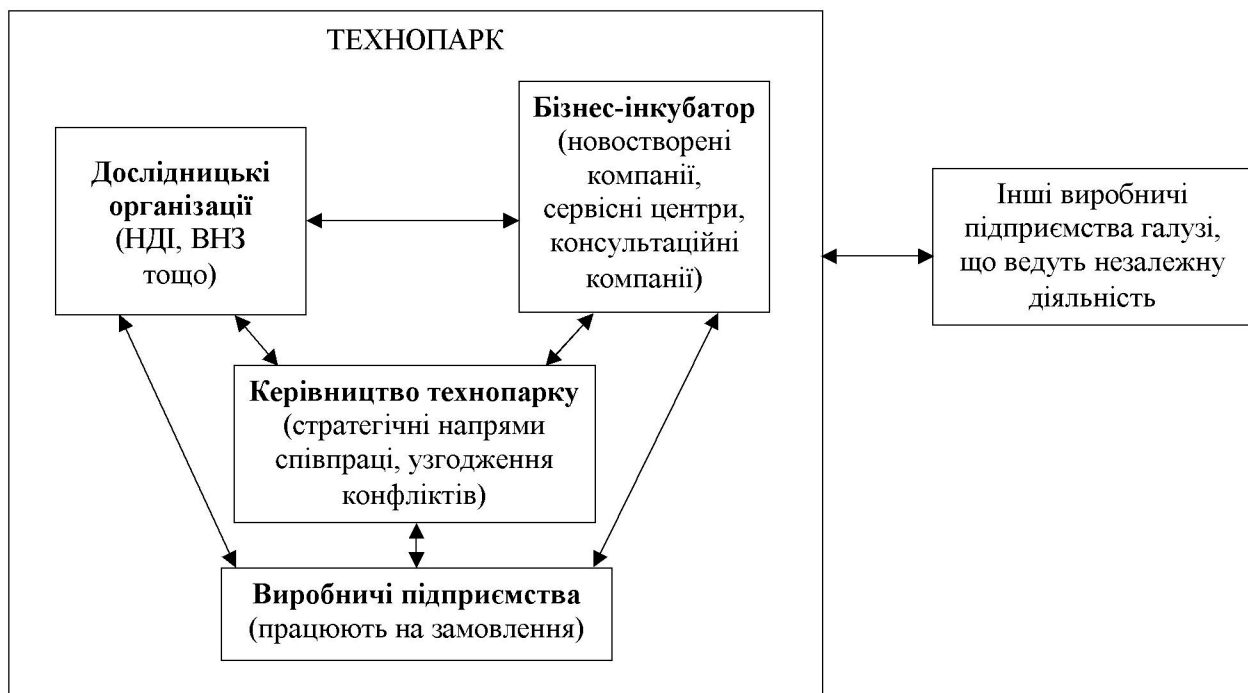 ТЕХНОПАРК
Дослідницькі
організації
(НДІ, ВНЗ
тощо)
Бізнес-інкубатор
(новостворені
компанії,
сервісні центри,
консультаційні
компанії)
Інші виробничі
підприємства галузі,
що ведуть незалежну
діяльність
Керівництво технопарку
(стратегічні напрями
співпраці, узгодження
конфліктів)
Виробничі підприємства
(працюють на замовлення)